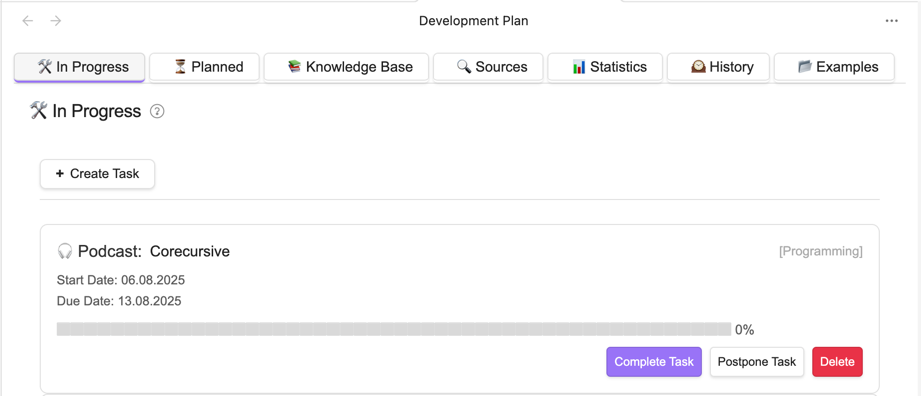 Development Plan
In Progress
Planned
Knowledge Base
Sources
Statistics
History
Examples
In Progress ?
+ Create Task
Podcast: Corecursive [Programming]
Start Date: 06.08.2025
Due Date: 13.08.2025
0%
Complete Task Postpone Task Delete